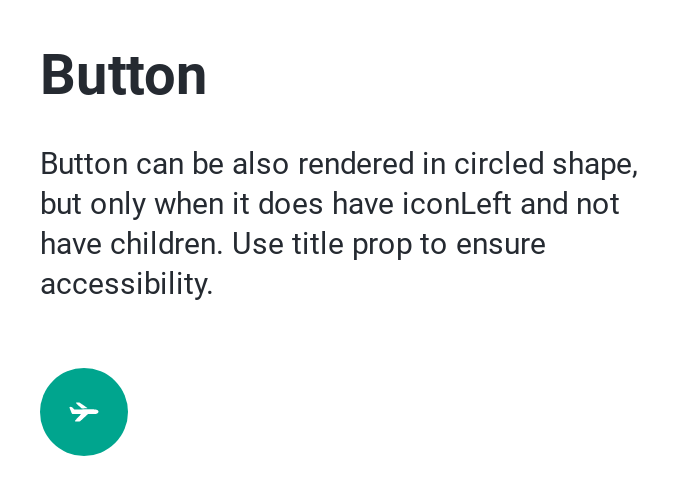 Button
Button can be also rendered in circled shape,
but only when it does have iconLeft and not
have children. Use title prop to ensure
accessibility.